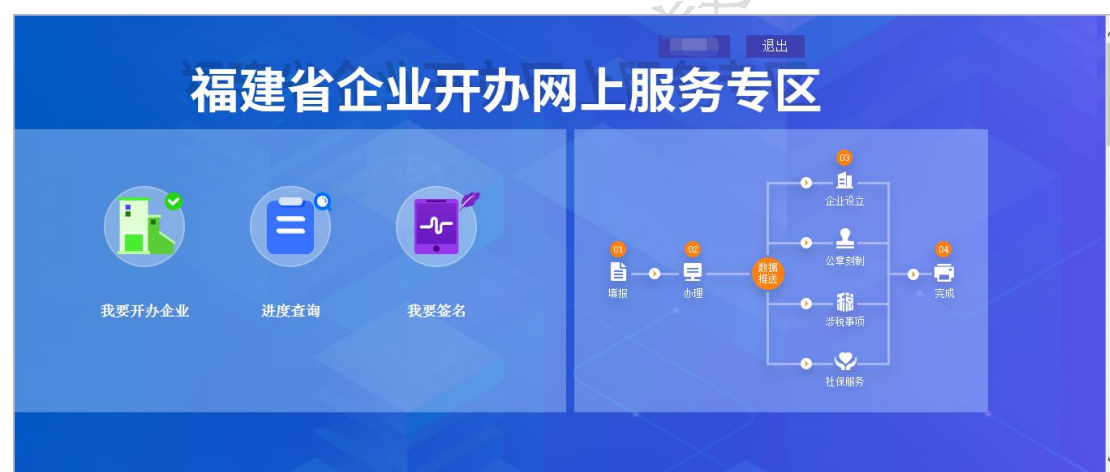 退出
福建省企业开办网上服务专区
我要开办企业
进度查询
我要签名
01
填报
02
办理
数据
推送
03
企业设立
公章刻制
税
涉税事项
社保服务
04
完成